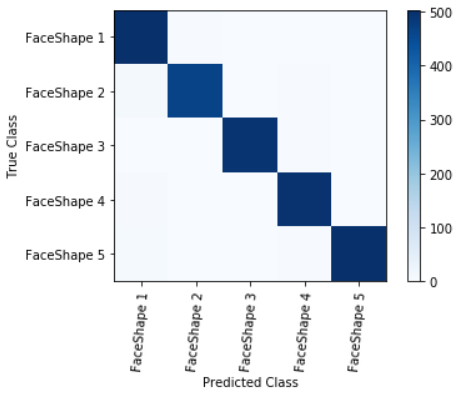 FaceShape 1
FaceShape 2
FaceShape 3
FaceShape 4
FaceShape 5
True Class
FaceShape 1
FaceShape 2
FaceShape 3
FaceShape 4
FaceShape 5
Predicted Class
500
400
300
200
100
0